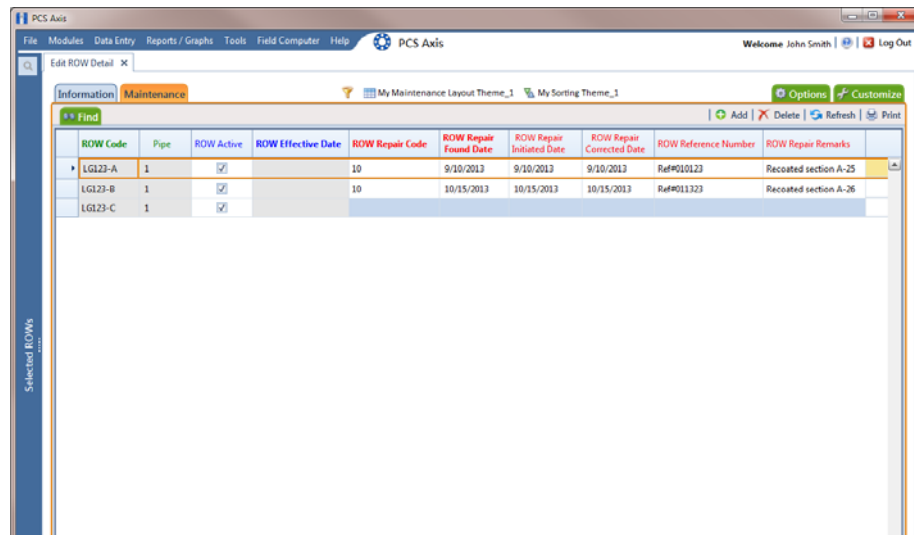 PCS Axis
File Modules Data Entry Reports / Graphs Tools Field Computer Help PCS Axis Welcome John Smith | | Log Out
Edit ROW Detail X
Information Maintenance My Maintenance Layout Theme_1 My Sorting Theme_1 Options Customize
Find | Add | Delete | Refresh | Print
ROW Code Pipe ROW Active ROW Effective Date ROW Repair Code ROW Repair Found Date ROW Repair Initiated Date ROW Repair Corrected Date ROW Reference Number ROW Repair Remarks
LG123-A 1 10 9/10/2013 9/10/2013 9/10/2013 Ref#010123 Recoated section A-25
LG123-B 1 10 10/15/2013 10/15/2013 10/15/2013 Ref#011323 Recoated section A-26
LG123-C 1
Selected ROWs